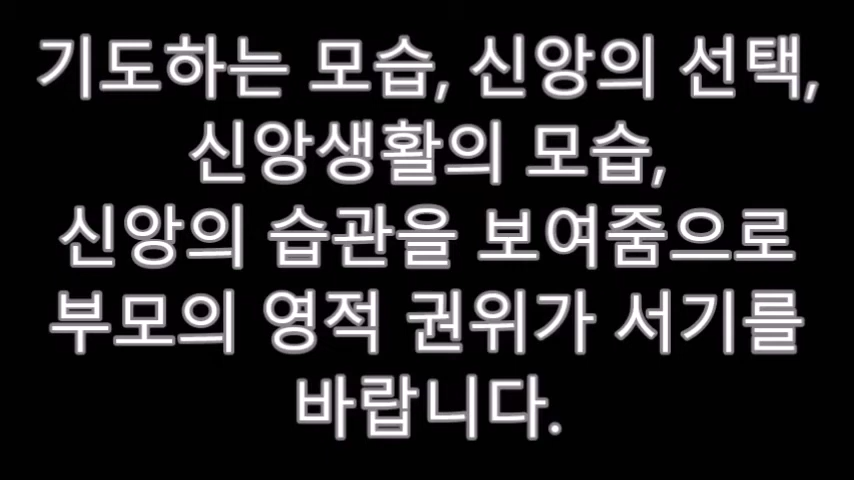 기도하는 모습, 신앙의 선택,
신앙생활의 모습,
신앙의 습관을 보여줌으로
부모의 영적 권위가 서기를
바랍니다.